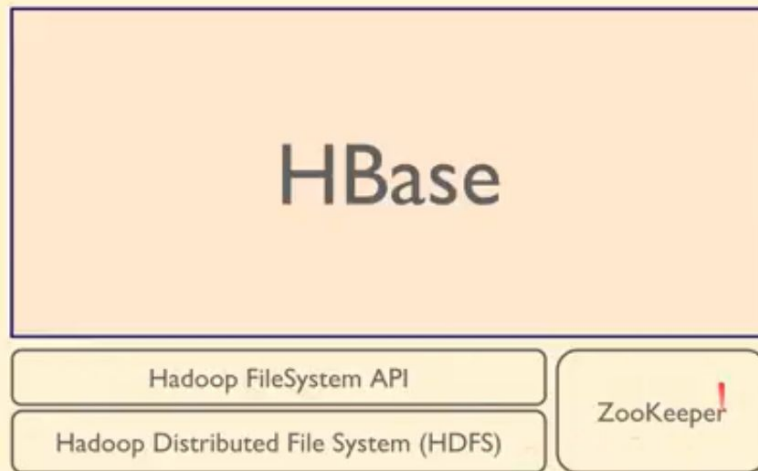 HBase
Hadoop FileSystem API
ZooKeeper
Hadoop Distributed File System (HDFS)